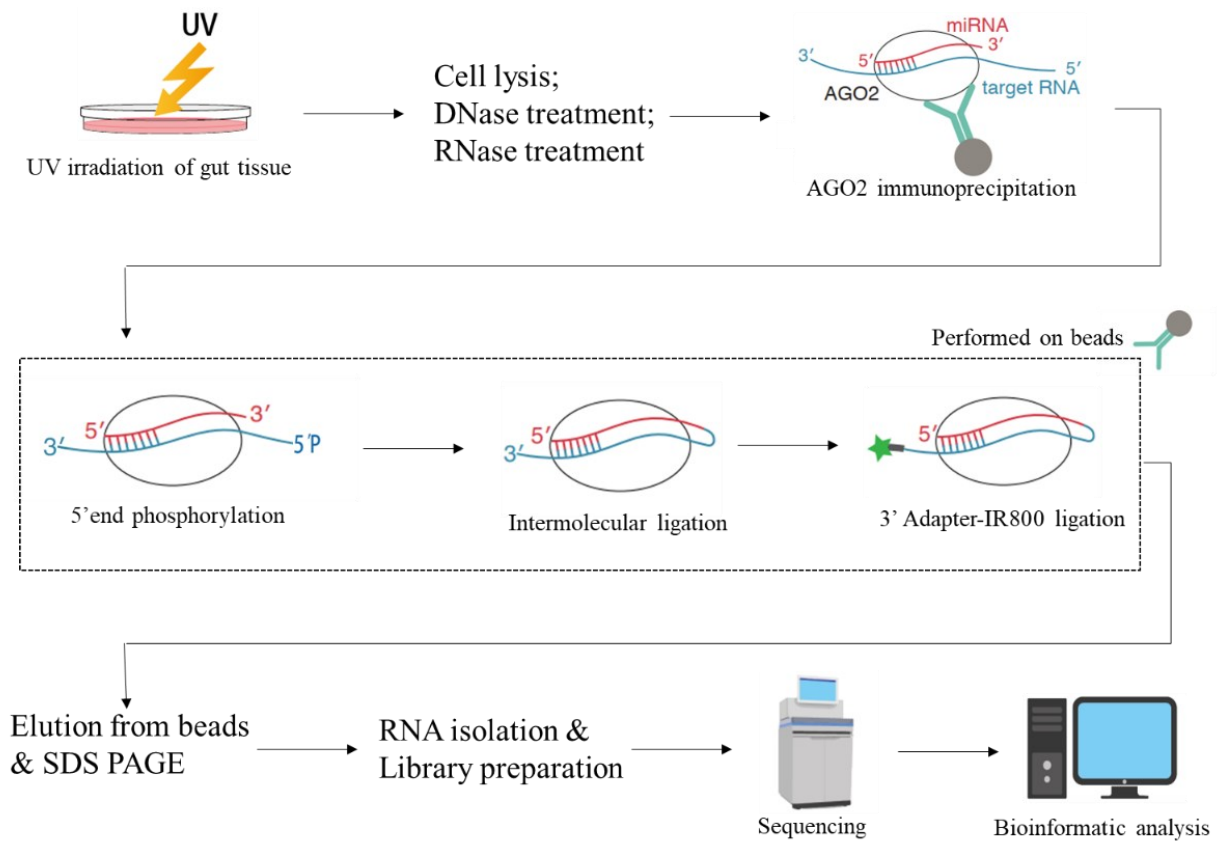 UV
UV irradiation of gut tissue
Cell lysis;
DNase treatment;
RNase treatment
miRNA
3′
5′
3′
5′
AGO2
target RNA
AGO2 immunoprecipitation
Performed on beads
5′
3′
3′
5′P
5’end phosphorylation
5′
3′
Intermolecular ligation
5′
3’ Adapter-IR800 ligation
Elution from beads
& SDS PAGE
RNA isolation &
Library preparation
Sequencing
Bioinformatic analysis